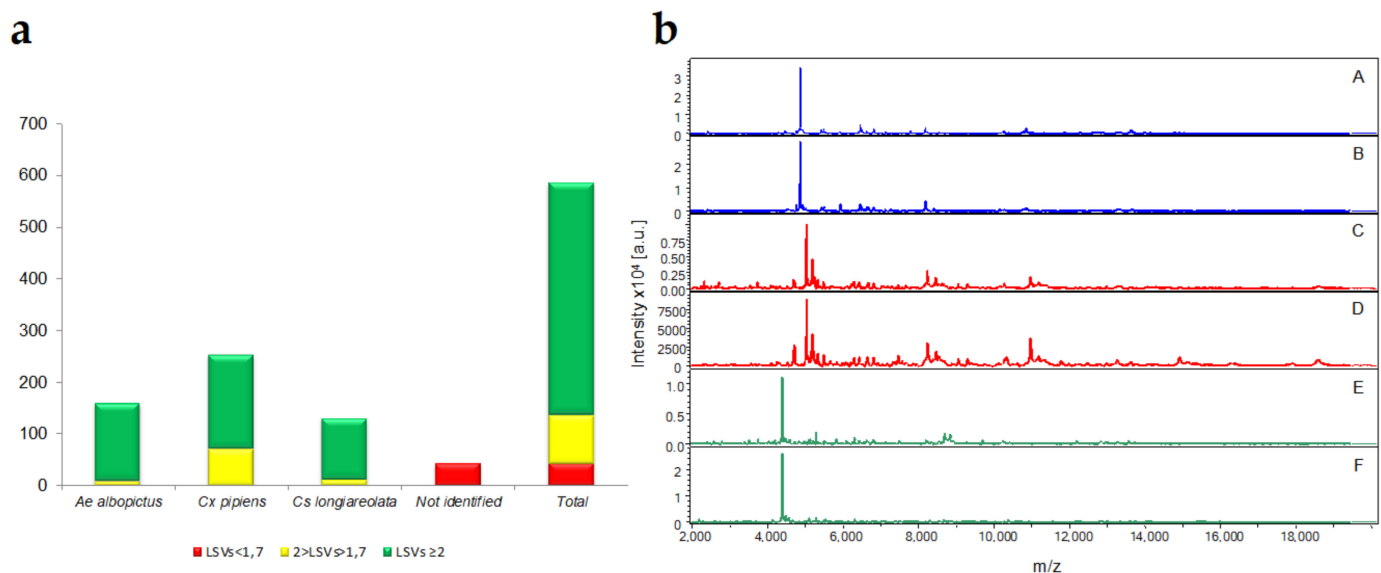 a
700
600
500
400
300
200
100
0
Ae albopictus Cx pipiens Cs longiareolata Not identified Total
LSVs<1,7 2>LSVs>1,7 LSVs ≥2
b
Intensity x10⁴ [a.u.]
3
2
1
0
A
2
1
0
B
0.75
0.50
0.25
0.00
C
7500
5000
2500
0
D
1.0
0.5
0.0
E
2
1
0
F
2,000 4,000 6,000 8,000 10,000 12,000 14,000 16,000 18,000
m/z